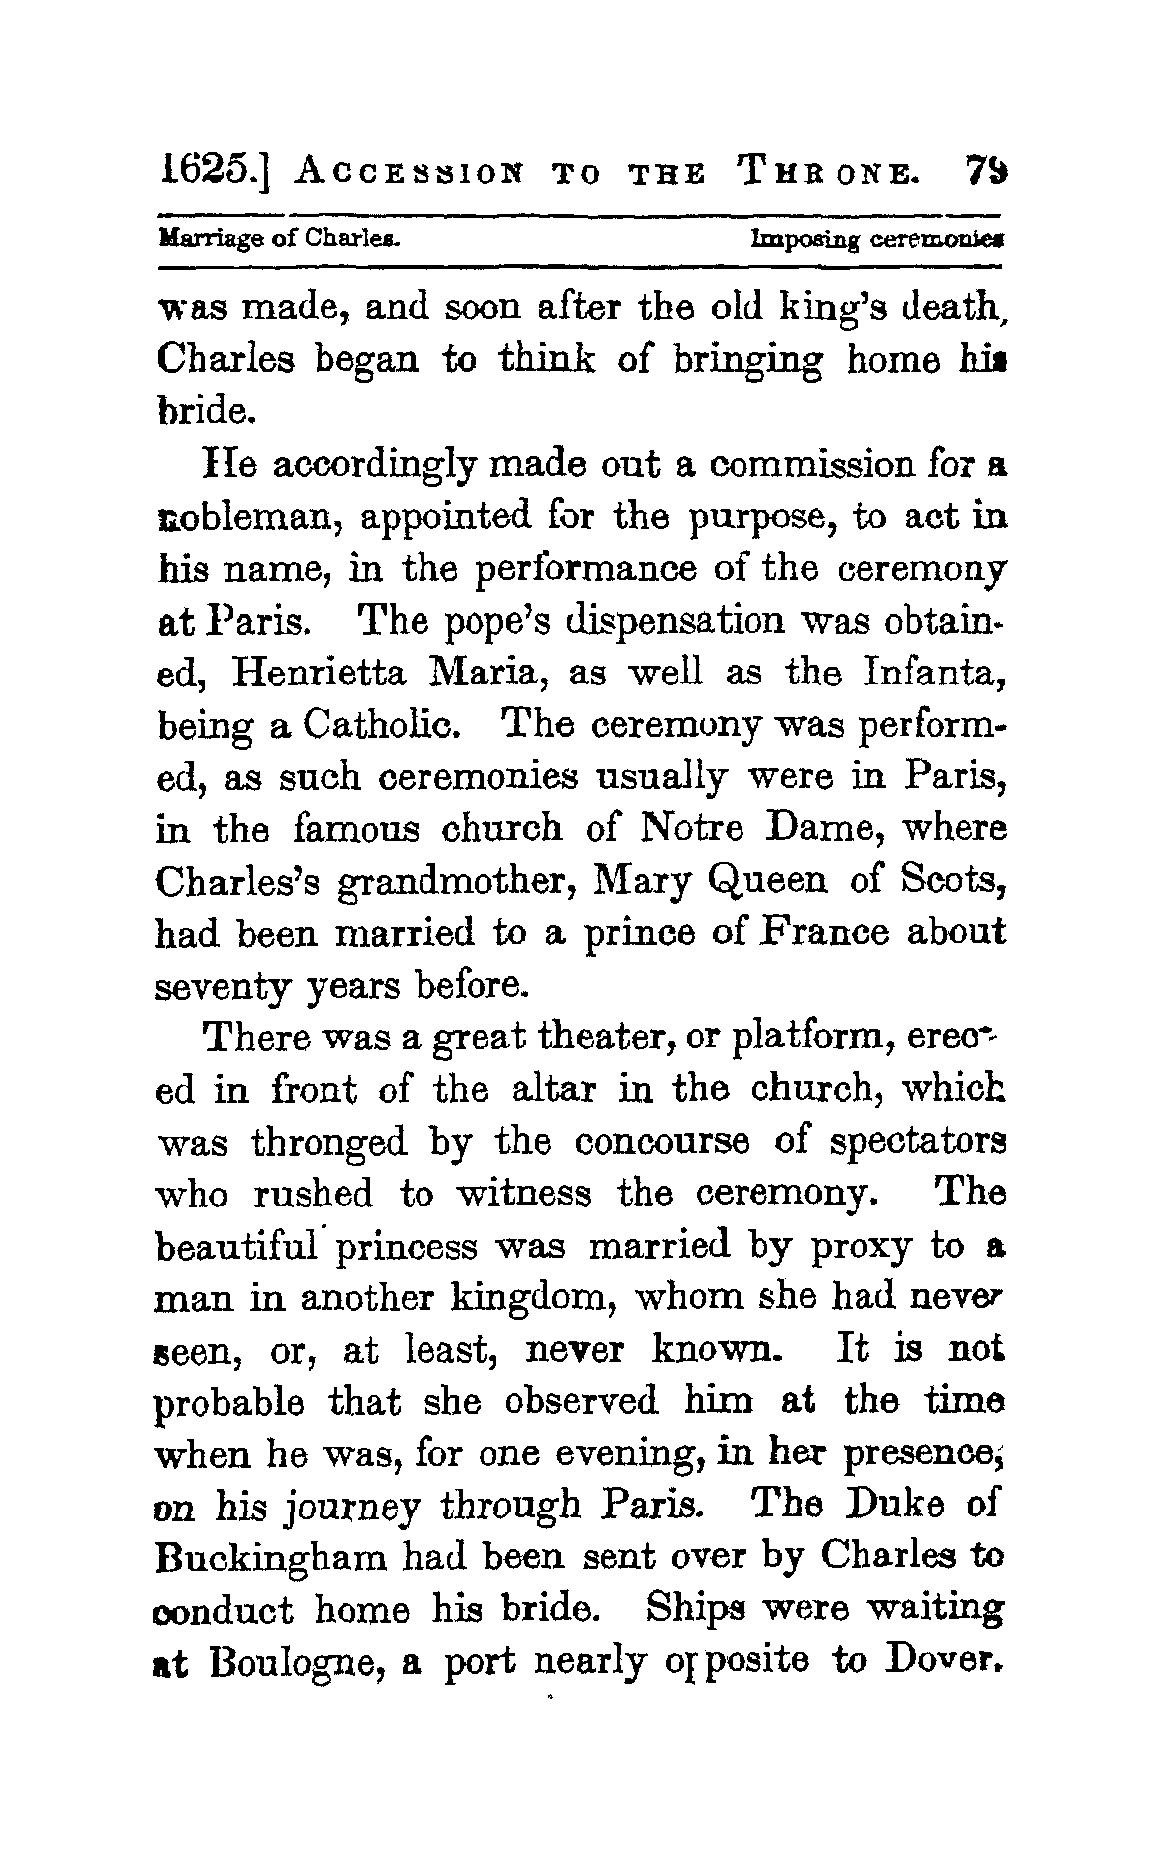 1625.] ACCESSION TO THE THRONE. 79
Marriage of Charles. Imposing ceremonies
was made, and soon after the old king's death,
Charles began to think of bringing home his
bride.
He accordingly made out a commission for a
nobleman, appointed for the purpose, to act in
his name, in the performance of the ceremony
at Paris. The pope's dispensation was obtain-
ed, Henrietta Maria, as well as the Infanta,
being a Catholic. The ceremony was perform-
ed, as such ceremonies usually were in Paris,
in the famous church of Notre Dame, where
Charles's grandmother, Mary Queen of Scots,
had been married to a prince of France about
seventy years before.
There was a great theater, or platform, erect-
ed in front of the altar in the church, which
was thronged by the concourse of spectators
who rushed to witness the ceremony. The
beautiful princess was married by proxy to a
man in another kingdom, whom she had never
seen, or, at least, never known. It is not
probable that she observed him at the time
when he was, for one evening, in her presence,
on his journey through Paris. The Duke of
Buckingham had been sent over by Charles to
conduct home his bride. Ships were waiting
at Boulogne, a port nearly opposite to Dover,